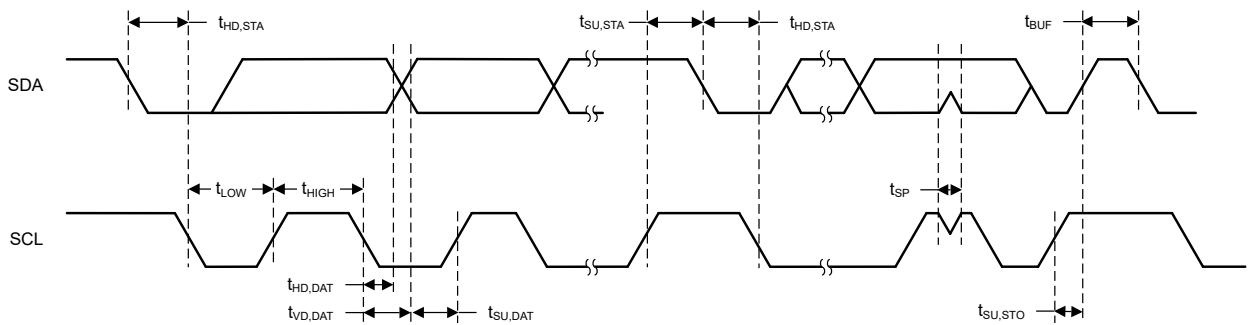 tHD,STA
tSU,STA
tHD,STA
tBUF
SDA
tLOW
tHIGH
tSP
SCL
tHD,DAT
tVD,DAT
tSU,DAT
tSU,STO